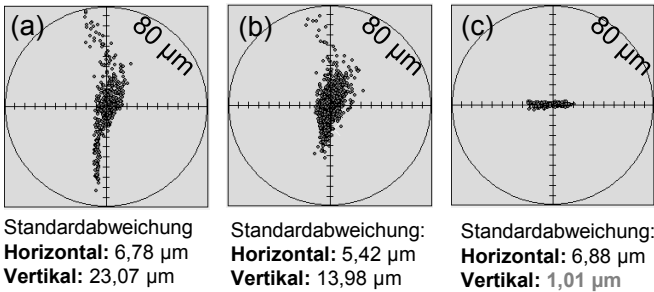 (a)
80 µm
Standardabweichung
Horizontal: 6,78 µm
Vertikal: 23,07 µm
(b)
80 µm
Standardabweichung:
Horizontal: 5,42 µm
Vertikal: 13,98 µm
(c)
80 µm
Standardabweichung:
Horizontal: 6,88 µm
Vertikal: 1,01 µm